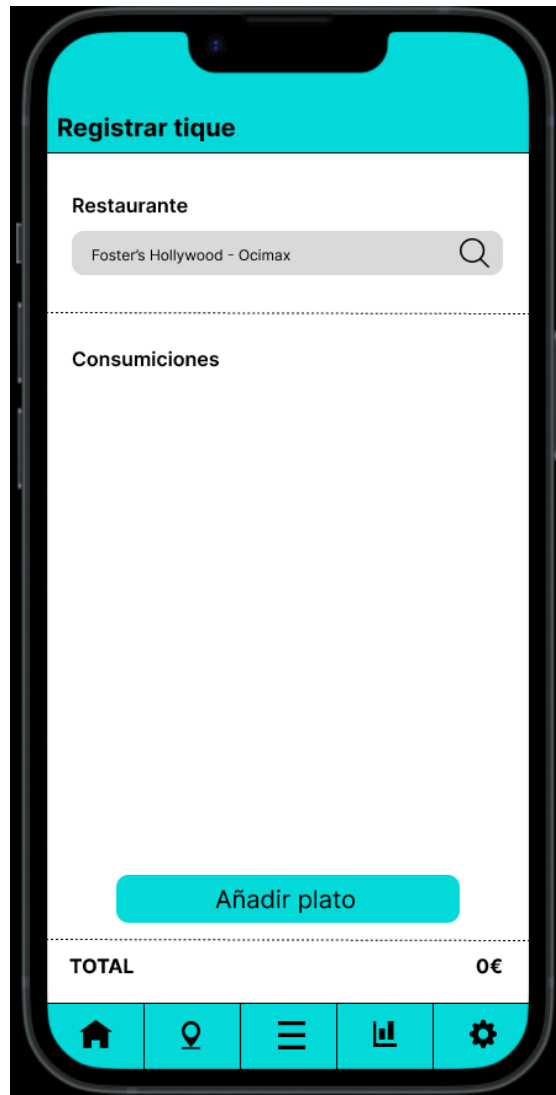 Registrar tique
Restaurante
Foster's Hollywood - Ocimax
Consumiciones
Añadir plato
TOTAL 0€